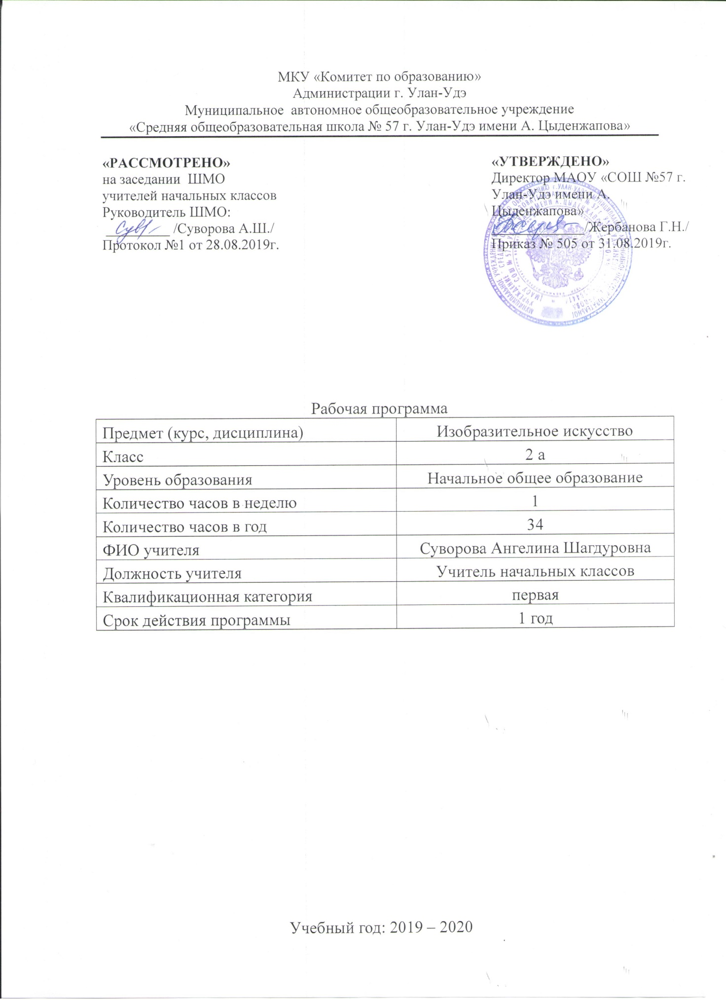 МКУ «Комитет по образованию»
Администрации г. Улан-Удэ
Муниципальное автономное общеобразовательное учреждение
«Средняя общеобразовательная школа № 57 г. Улан-Удэ имени А. Цыденжапова»
«РАССМОТРЕНО»
на заседании ШМО
учителей начальных классов
Руководитель ШМО:
/Суворова А.Ш./
Протокол №1 от 28.08.2019г.
«УТВЕРЖДЕНО»
Директор МАОУ «СОШ №57 г.
Улан-Удэ имени А.
Цыденжапова»
/Жербанова Г.Н./
Приказ № 505 от 31.08.2019г.
Рабочая программа
Предмет (курс, дисциплина) Изобразительное искусство
Класс 2 а
Уровень образования Начальное общее образование
Количество часов в неделю 1
Количество часов в год 34
ФИО учителя Суворова Ангелина Шагдуровна
Должность учителя Учитель начальных классов
Квалификационная категория первая
Срок действия программы 1 год
Учебный год: 2019 – 2020